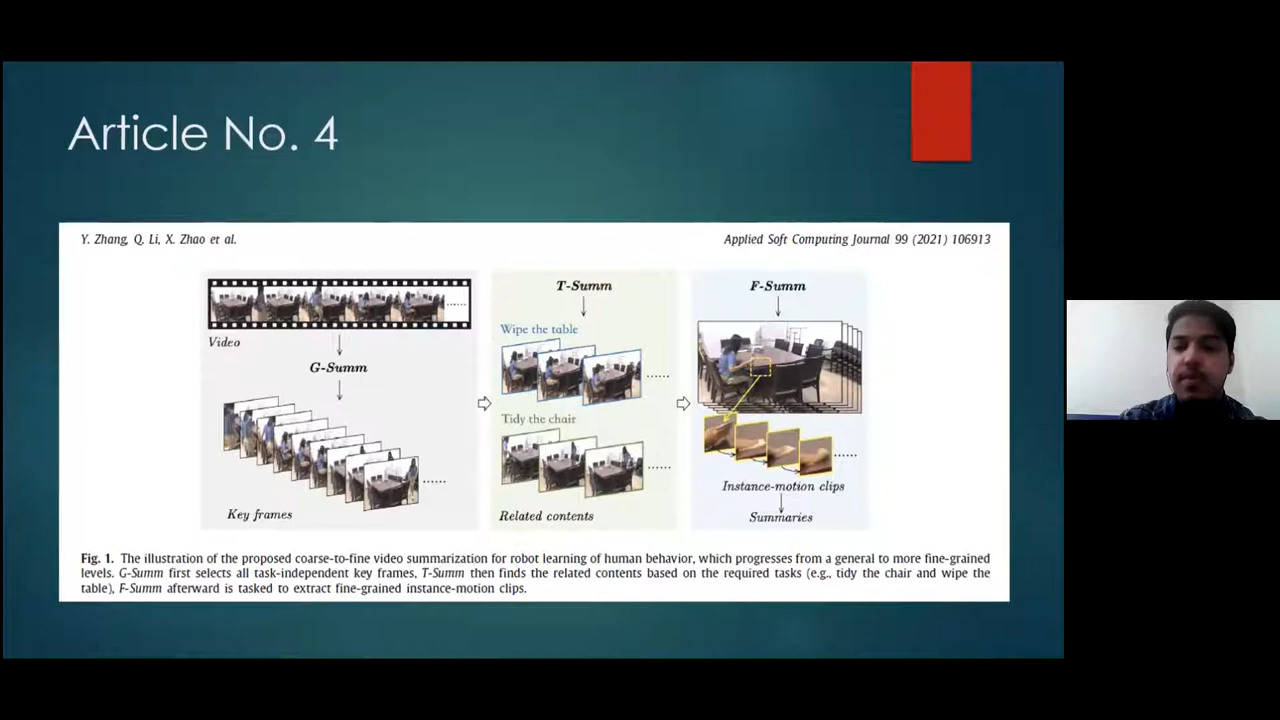 Article No. 4
Y. Zhang, Q. Li, X. Zhao et al.
Applied Soft Computing Journal 99 (2021) 106913
Video
G-Summ
Key frames
......
T-Summ
Wipe the table
......
Tidy the chair
......
Related contents
F-Summ
......
Instance-motion clips
Summaries
Fig. 1. The illustration of the proposed coarse-to-fine video summarization for robot learning of human behavior, which progresses from a general to more fine-grained
levels. G-Summ first selects all task-independent key frames, T-Summ then finds the related contents based on the required tasks (e.g., tidy the chair and wipe the
table), F-Summ afterward is tasked to extract fine-grained instance-motion clips.